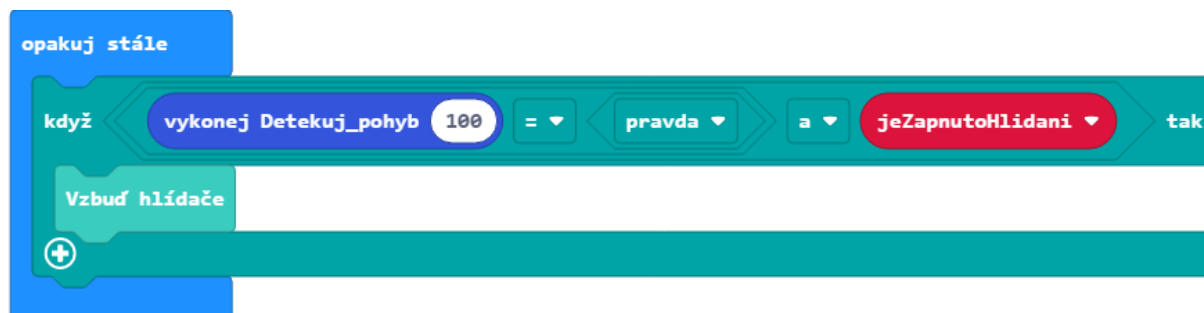 opakuj stále
když vykonej Detekuj_pohyb 100 = pravda a jeZapnutoHlidani tak
Vzbuď hlídače